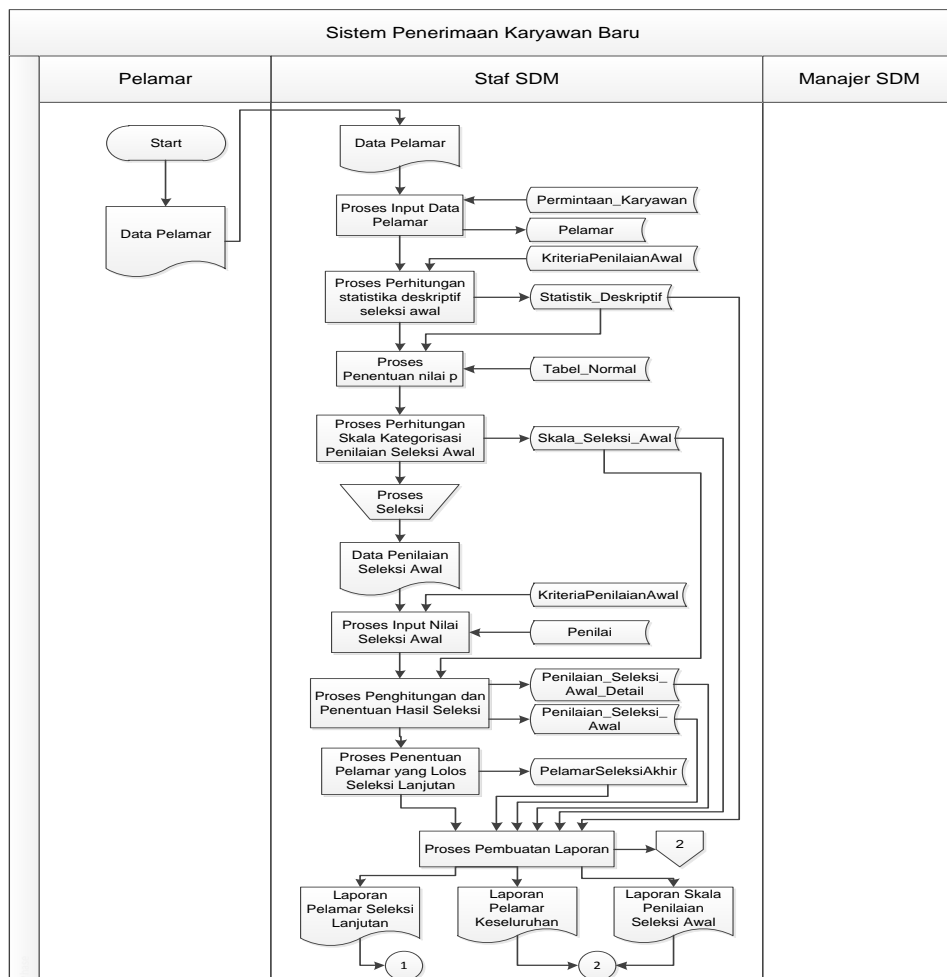 Sistem Penerimaan Karyawan Baru
Pelamar
Staf SDM
Manajer SDM
Start
Data Pelamar
Data Pelamar
Proses Input Data
Pelamar
Permintaan_Karyawan
Pelamar
KriteriaPenilaianAwal
Proses Perhitungan
statistika deskriptif
seleksi awal
Statistik_Deskriptif
Proses
Penentuan nilai p
Tabel_Normal
Proses Perhitungan
Skala Kategorisasi
Penilaian Seleksi Awal
Skala_Seleksi_Awal
Proses
Seleksi
Data Penilaian
Seleksi Awal
KriteriaPenilaianAwal
Proses Input Nilai
Seleksi Awal
Penilai
Proses Penghitungan dan
Penentuan Hasil Seleksi
Penilaian_Seleksi_
Awal_Detail
Penilaian_Seleksi_
Awal
Proses Penentuan
Pelamar yang Lolos
Seleksi Lanjutan
PelamarSeleksiAkhir
Proses Pembuatan Laporan
2
Laporan
Pelamar Seleksi
Lanjutan
Laporan
Pelamar
Keseluruhan
Laporan Skala
Penilaian
Seleksi Awal
1
2